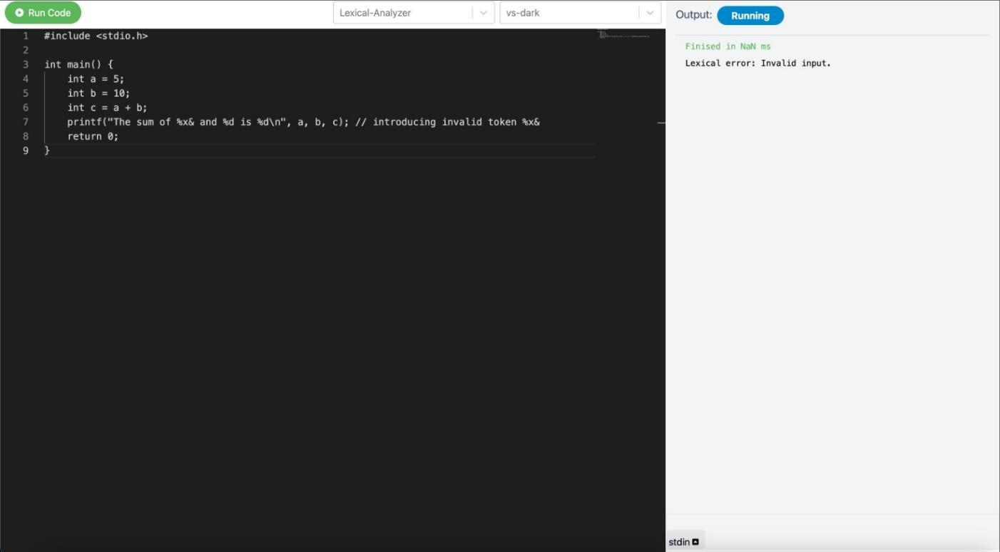 Run Code
Lexical-Analyzer
vs-dark
Output: Running
1 #include <stdio.h>
2
3 int main() {
4     int a = 5;
5     int b = 10;
6     int c = a + b;
7     printf("The sum of %x& and %d is %d\n", a, b, c); // introducing invalid token %x&
8     return 0;
9 }
Finised in NaN ms
Lexical error: Invalid input.
stdin